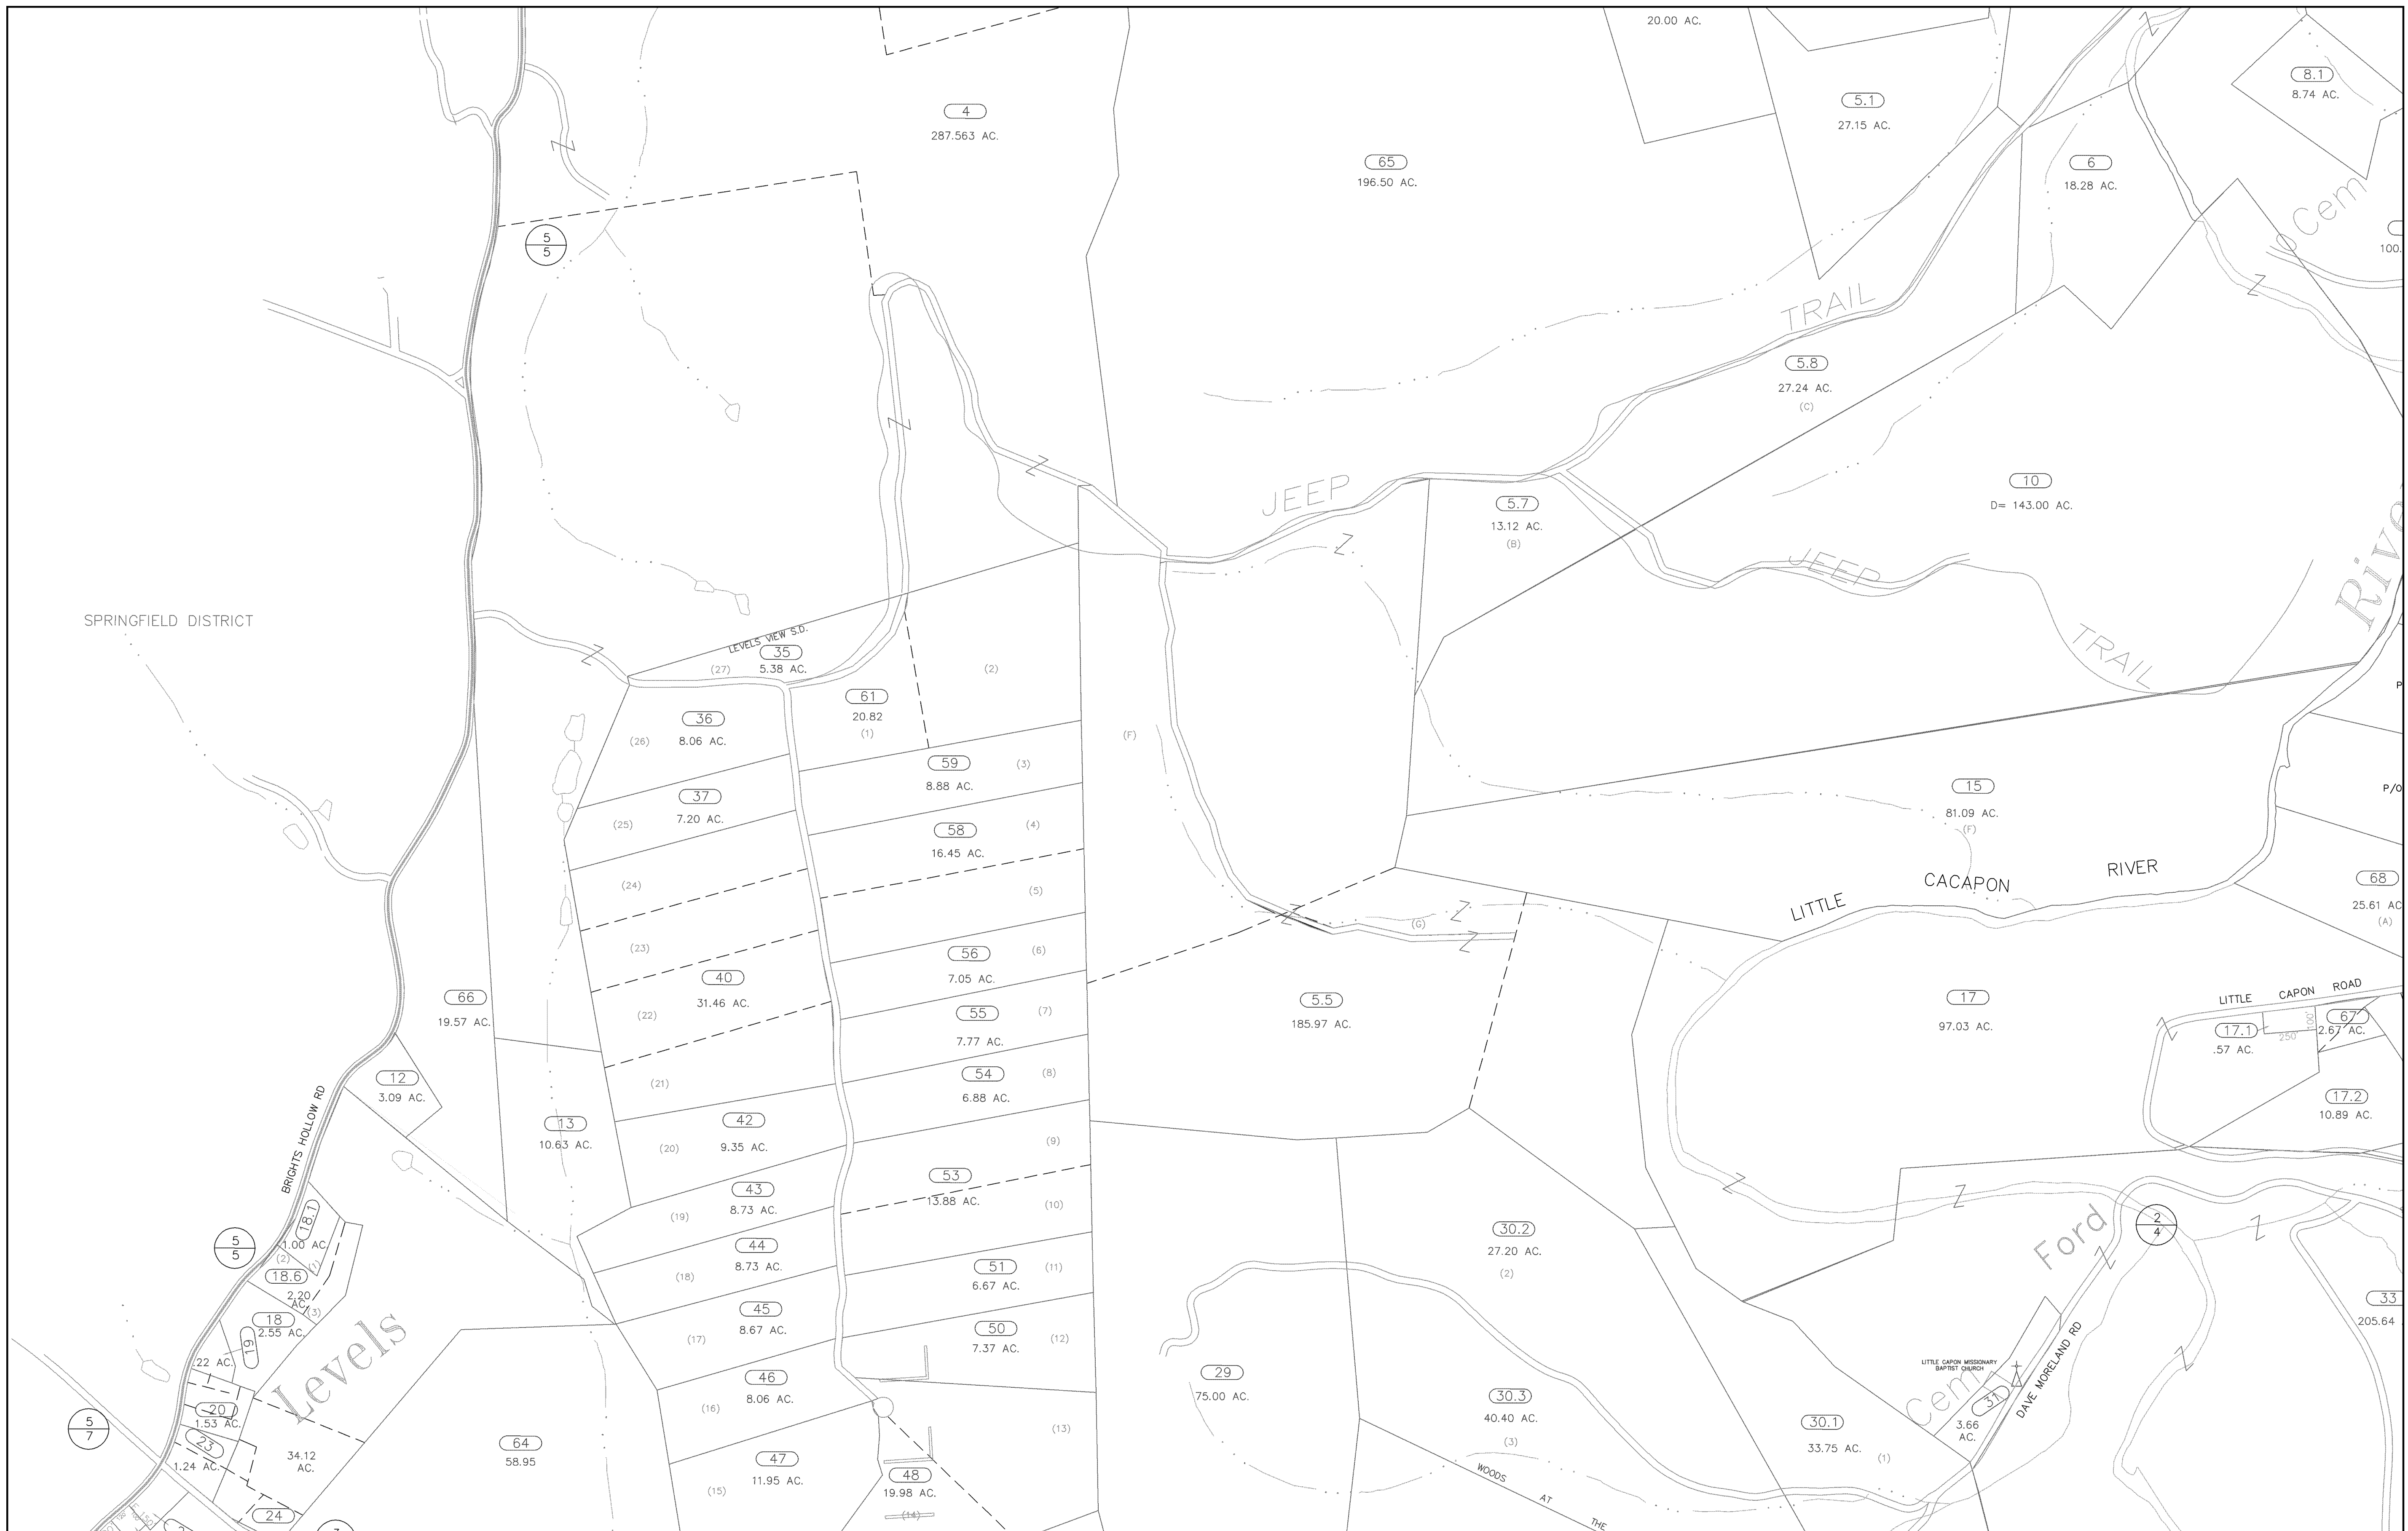 20.00 AC.
4
287.563 AC.
65
196.50 AC.
5.1
27.15 AC.
8.1
8.74 AC.
6
18.28 AC.
Cem
100.
5
5
TRAIL
5.8
27.24 AC.
(C)
JEEP
5.7
13.12 AC.
(B)
10
D= 143.00 AC.
JEEP
TRAIL
SPRINGFIELD DISTRICT
LEVELS VIEW S.D.
35
5.38 AC.
(27)
(2)
61
20.82
(1)
36
8.06 AC.
(26)
(F)
59
8.88 AC.
(3)
37
7.20 AC.
(25)
58
16.45 AC.
(4)
15
81.09 AC.
(F)
P/O
(24)
(5)
LITTLE CACAPON RIVER
68
25.61 AC
(A)
(G)
(23)
56
7.05 AC.
(6)
40
31.46 AC.
(22)
55
7.77 AC.
(7)
66
19.57 AC.
5.5
185.97 AC.
17
97.03 AC.
LITTLE CAPON ROAD
17.1
.57 AC.
250'
100'
67
2.67 AC.
17.2
10.89 AC.
12
3.09 AC.
(21)
54
6.88 AC.
(8)
BRIGHTS HOLLOW RD
13
10.63 AC.
42
9.35 AC.
(20)
(9)
53
13.88 AC.
(10)
43
8.73 AC.
(19)
18.1
1.00 AC.
(2)
(1)
5
5
44
8.73 AC.
(18)
30.2
27.20 AC.
(2)
Ford
2
4
51
6.67 AC.
(11)
18.6
2.20
AC.
(3)
18
2.55 AC.
19
.22 AC.
Levels
45
8.67 AC.
(17)
50
7.37 AC.
(12)
33
205.64
46
8.06 AC.
(16)
29
75.00 AC.
30.3
40.40 AC.
(3)
LITTLE CAPON MISSIONARY
BAPTIST CHURCH
Cem
31
3.66
AC.
DAVE MORELAND RD
20
1.53 AC.
5
7
23
1.24 AC.
34.12
AC.
64
58.95
(13)
30.1
33.75 AC.
(1)
47
11.95 AC.
(15)
48
19.98 AC.
(14)
WOODS AT THE
24